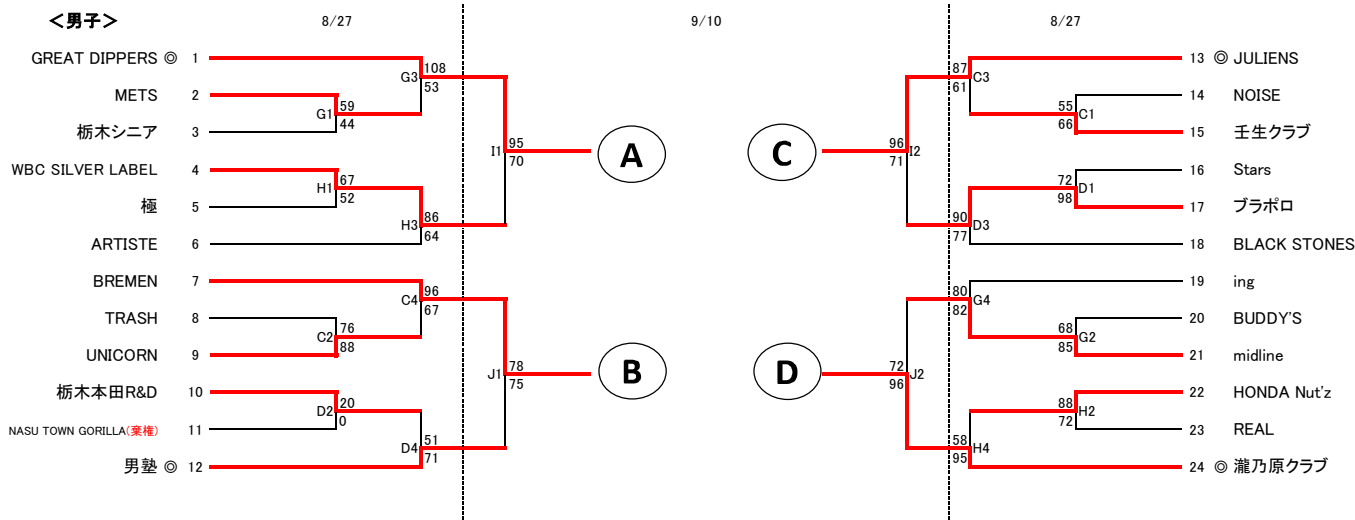 <男子>
8/27
9/10
8/27
GREAT DIPPERS ◎ 1
METS 2
栃木シニア 3
WBC SILVER LABEL 4
極 5
ARTISTE 6
BREMEN 7
TRASH 8
UNICORN 9
栃木本田R&D 10
NASU TOWN GORILLA(棄権) 11
男塾 ◎ 12
G1 59 44
H1 67 52
C2 76 88
D2 20 0
G3 108 53
H3 86 64
C4 96 67
D4 51 71
I1 95 70
J1 78 75
A
B
C
D
96 71 I2
72 96 J2
87 61 C3
90 77 D3
80 82 G4
58 95 H4
55 66 C1
72 98 D1
68 85 G2
88 72 H2
13 ◎ JULIENS
14 NOISE
15 壬生クラブ
16 Stars
17 ブラポロ
18 BLACK STONES
19 ing
20 BUDDY'S
21 midline
22 HONDA Nut'z
23 REAL
24 ◎ 瀧乃原クラブ